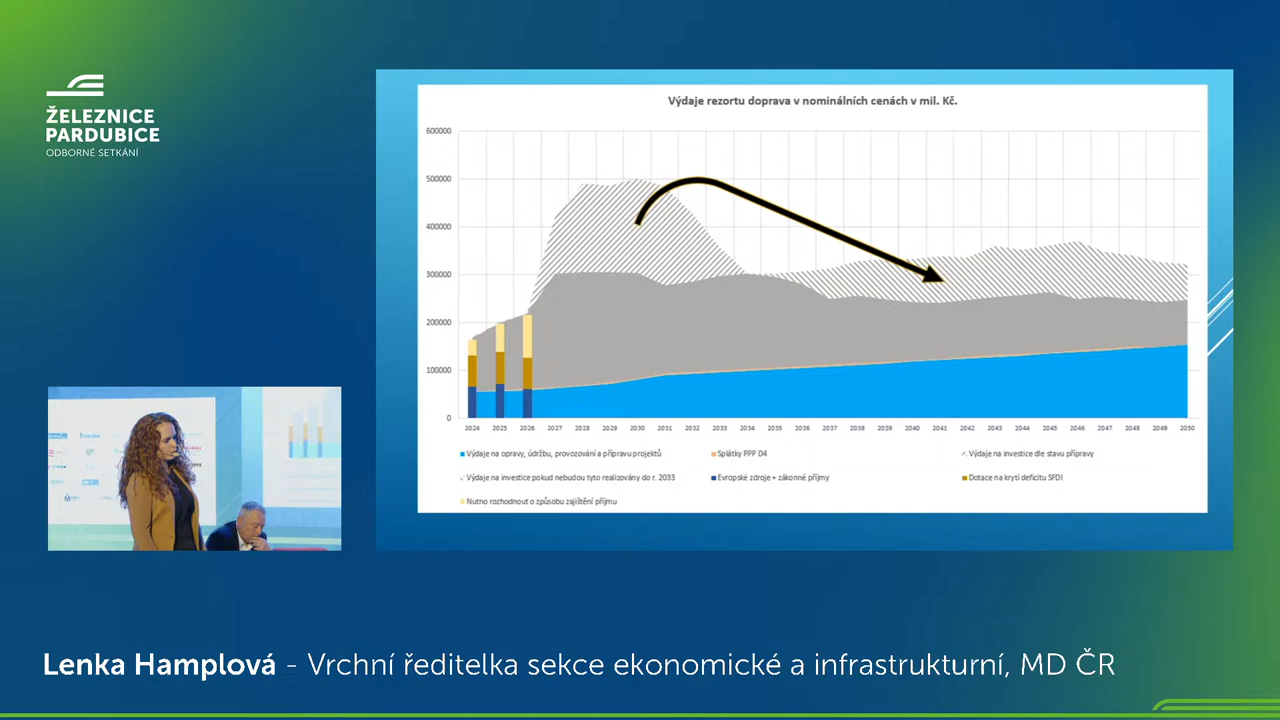 ŽELEZNICE
PARDUBICE
ODBORNÉ SETKÁNÍ
Výdaje rezortu doprava v nominálních cenách v mil. Kč.
600000
500000
400000
300000
200000
100000
0
2024 2025 2026 2027 2028 2029 2030 2031 2032 2033 2034 2035 2036 2037 2038 2039 2040 2041 2042 2043 2044 2045 2046 2047 2048 2049 2050
Výdaje na opravy, údržbu, provozování a přípravu projektů
Splátky PPP D4
Výdaje na investice dle stavu přípravy
Výdaje na investice pokud nebudou tyto realizovány do r. 2033
Evropské zdroje + zákonné příjmy
Dotace na krytí deficitu SFDI
Nutno rozhodnout o způsobu zajištění příjmu
Lenka Hamplová - Vrchní ředitelka sekce ekonomické a infrastrukturní, MD ČR